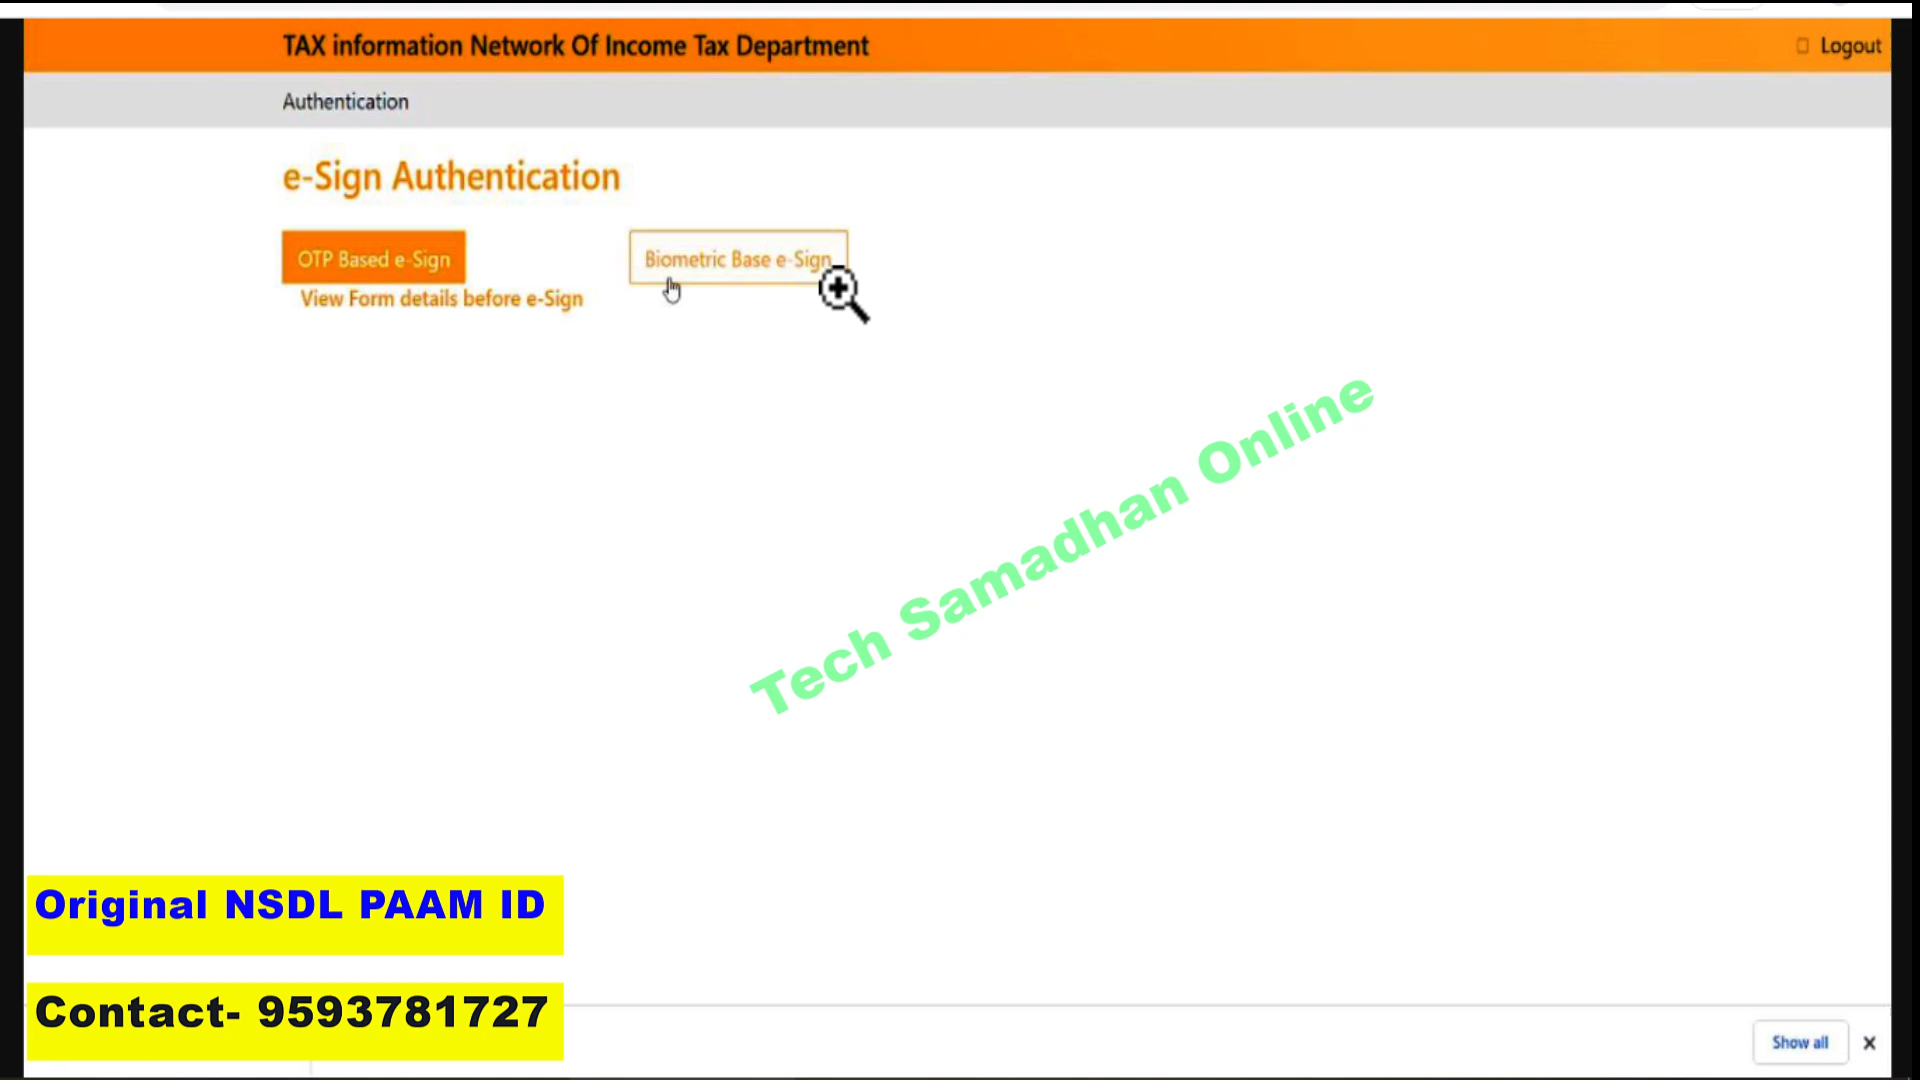 TAX information Network Of Income Tax Department
Logout
Authentication
e-Sign Authentication
OTP Based e-Sign
Biometric Base e-Sign
View Form details before e-Sign
Tech Samadhan Online
Original NSDL PAAM ID
Contact- 9593781727
Show all